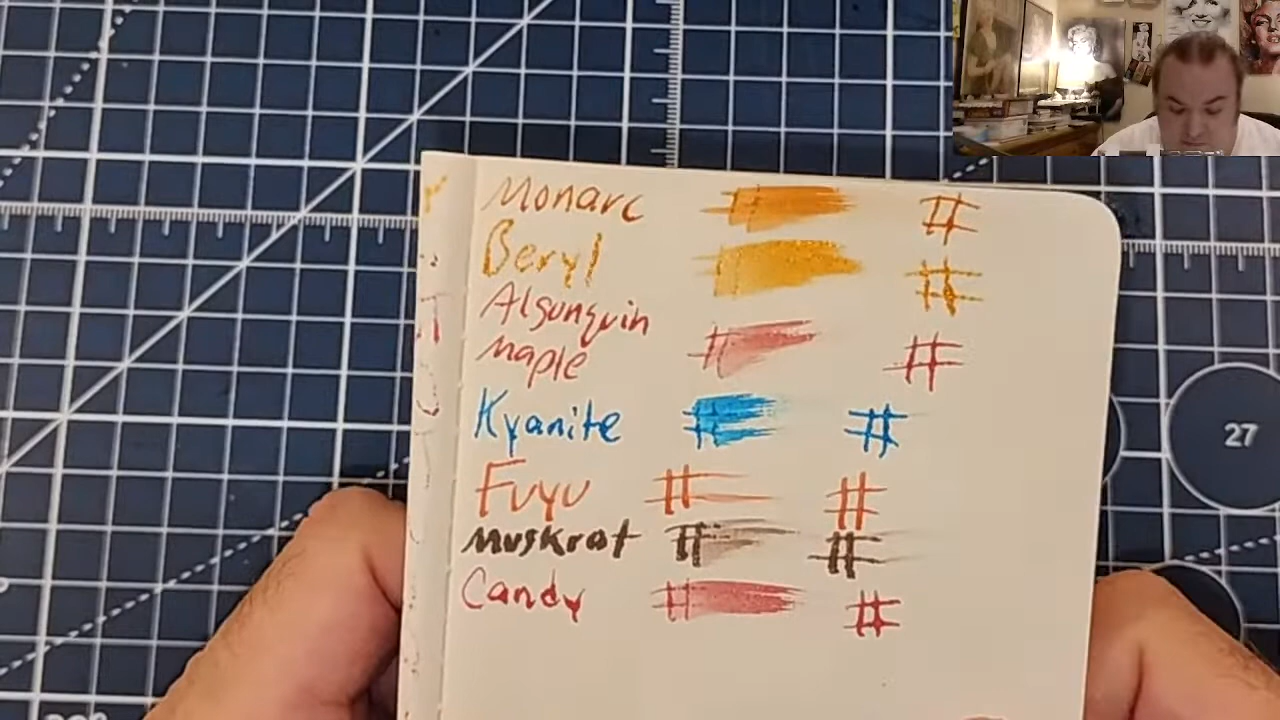 Monarc #
Beryl #
Algonquin
Maple #
Kyanite #
Fuyu # #
Muskrat # #
Candy #
27